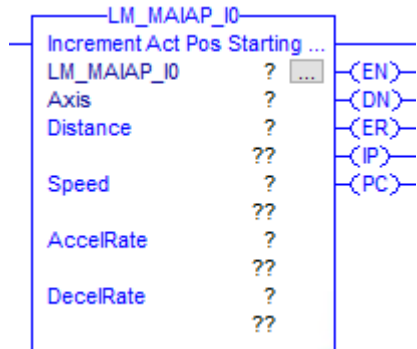 LM_MAIAP_I0
Increment Act Pos Starting ...
LM_MAIAP_I0 ? ... (EN)
Axis ? (DN)
Distance ? (ER)
?? (IP)
Speed ? (PC)
??
AccelRate ?
??
DecelRate ?
??